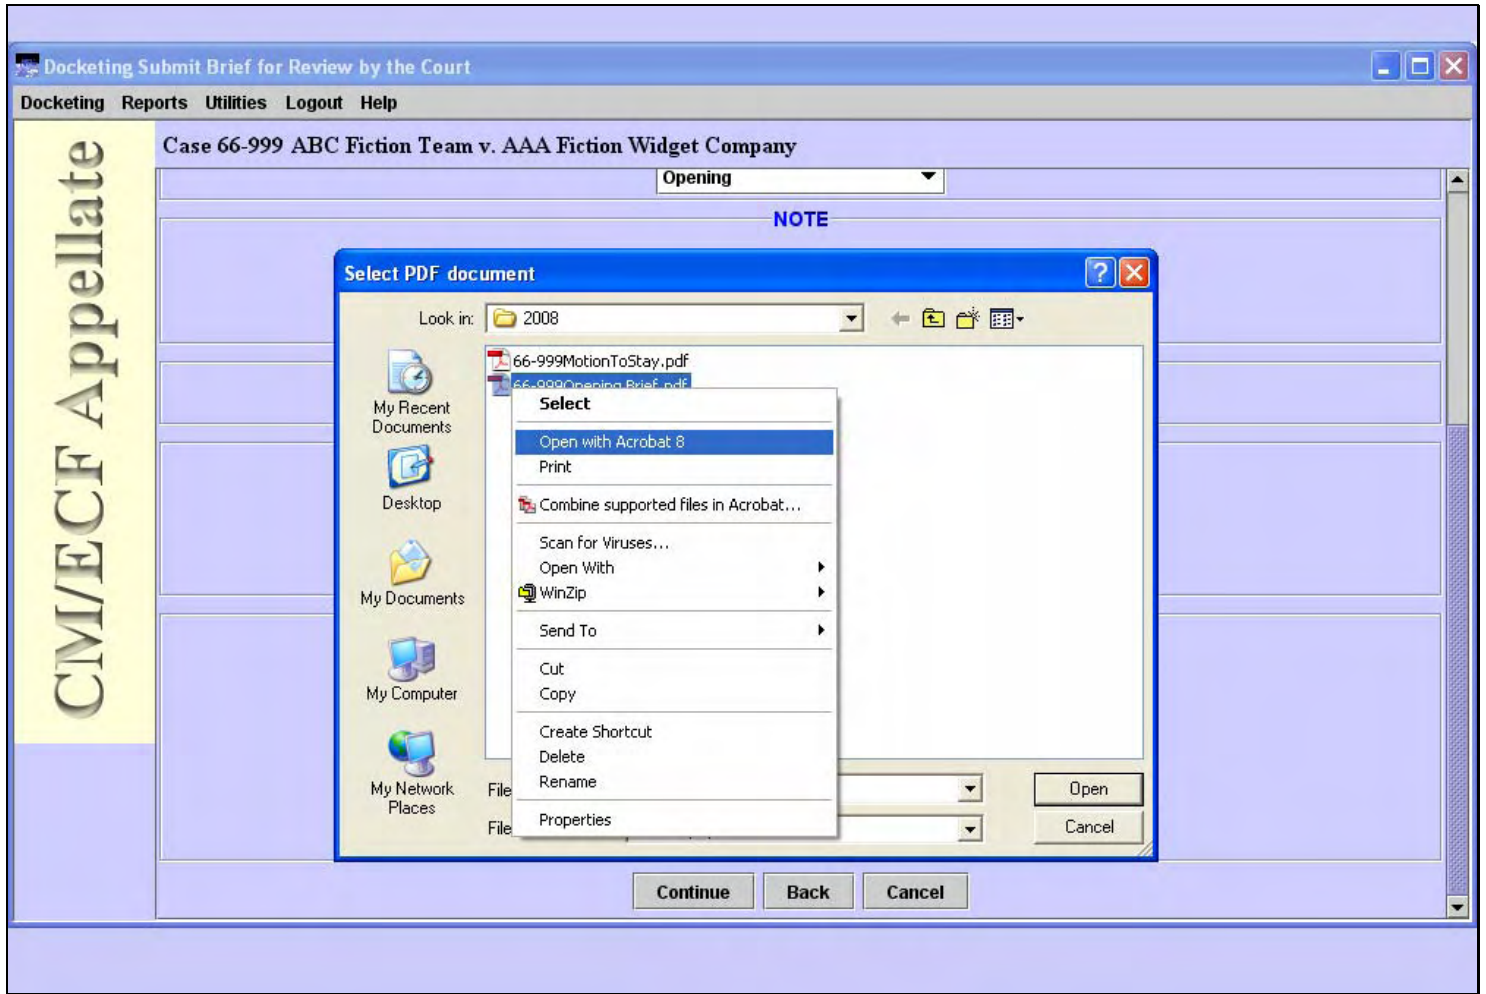 Docketing Submit Brief for Review by the Court
Docketing Reports Utilities Logout Help
CM/ECF Appellate
Case 66-999 ABC Fiction Team v. AAA Fiction Widget Company
Opening
NOTE
Select PDF document
Look in:
2008
66-999MotionToStay.pdf
66-999Opening Brief.pdf
My Recent
Documents
Desktop
My Documents
My Computer
My Network
Places
Select
Open with Acrobat 8
Print
Combine supported files in Acrobat...
Scan for Viruses...
Open With
WinZip
Send To
Cut
Copy
Create Shortcut
Delete
Rename
Properties
File
File
Open
Cancel
Continue Back Cancel